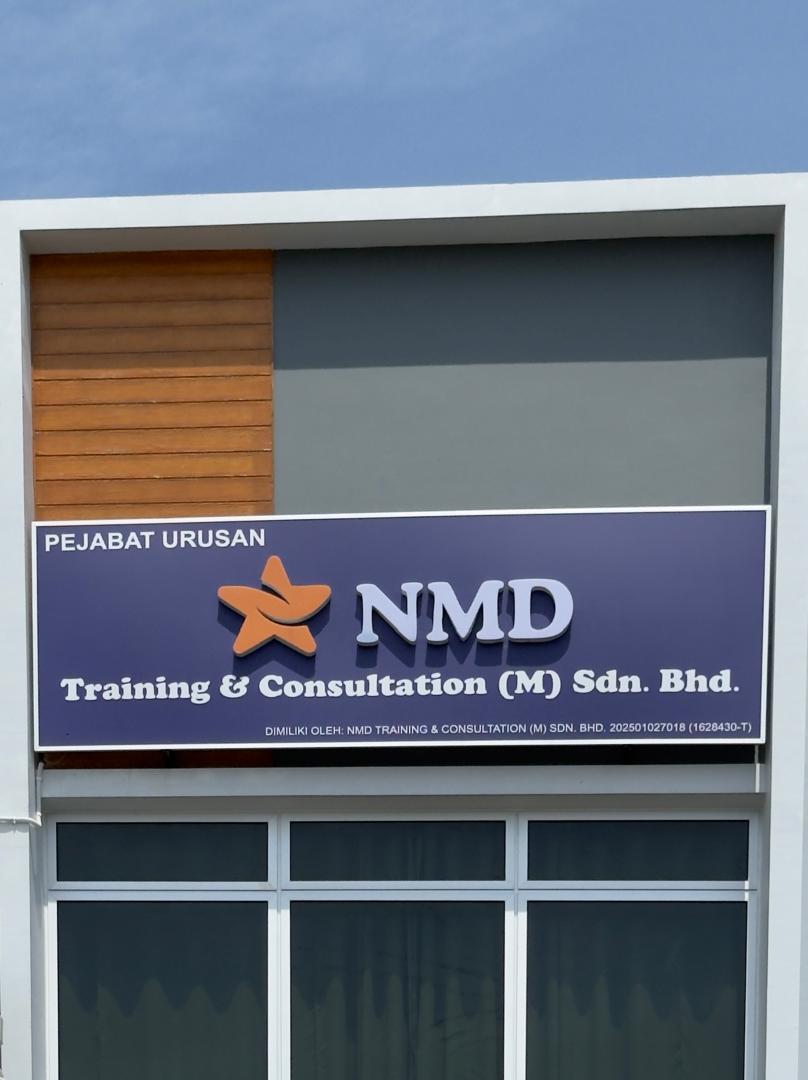 PEJABAT URUSAN
NMD
Training & Consultation (M) Sdn. Bhd.
DIMILIKI OLEH: NMD TRAINING & CONSULTATION (M) SDN. BHD. 202501027018 (1628430-T)